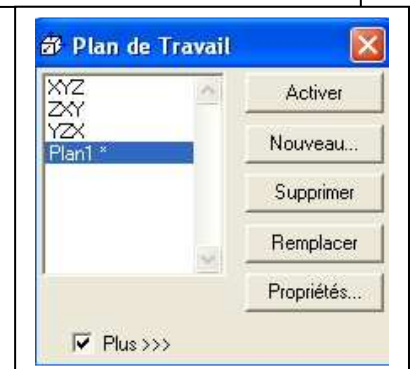 Plan de Travail
XYZ
ZXY
YZX
Plan1 *
Activer
Nouveau...
Supprimer
Remplacer
Propriétés...
Plus >>>